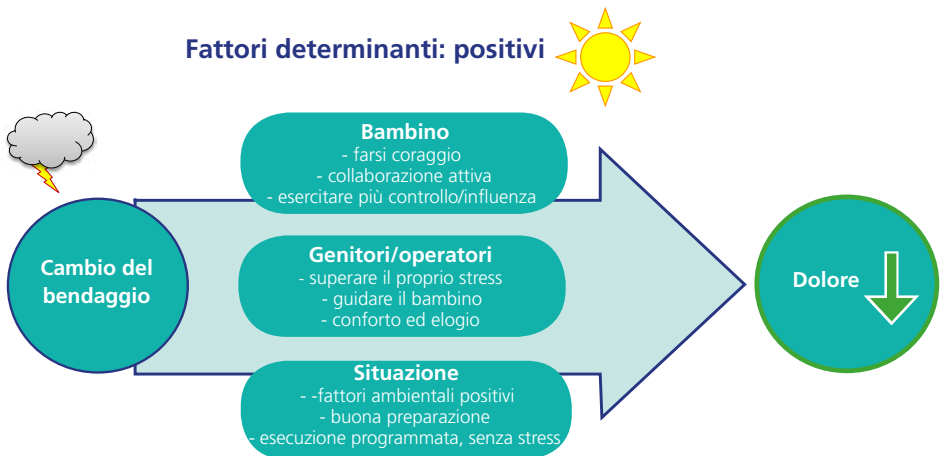 Fattori determinanti: positivi
Bambino
- farsi coraggio
- collaborazione attiva
- esercitare più controllo/influenza
Cambio del
bendaggio
Genitori/operatori
- superare il proprio stress
- guidare il bambino
- conforto ed elogio
Dolore
Situazione
- -fattori ambientali positivi
- buona preparazione
- esecuzione programmata, senza stress